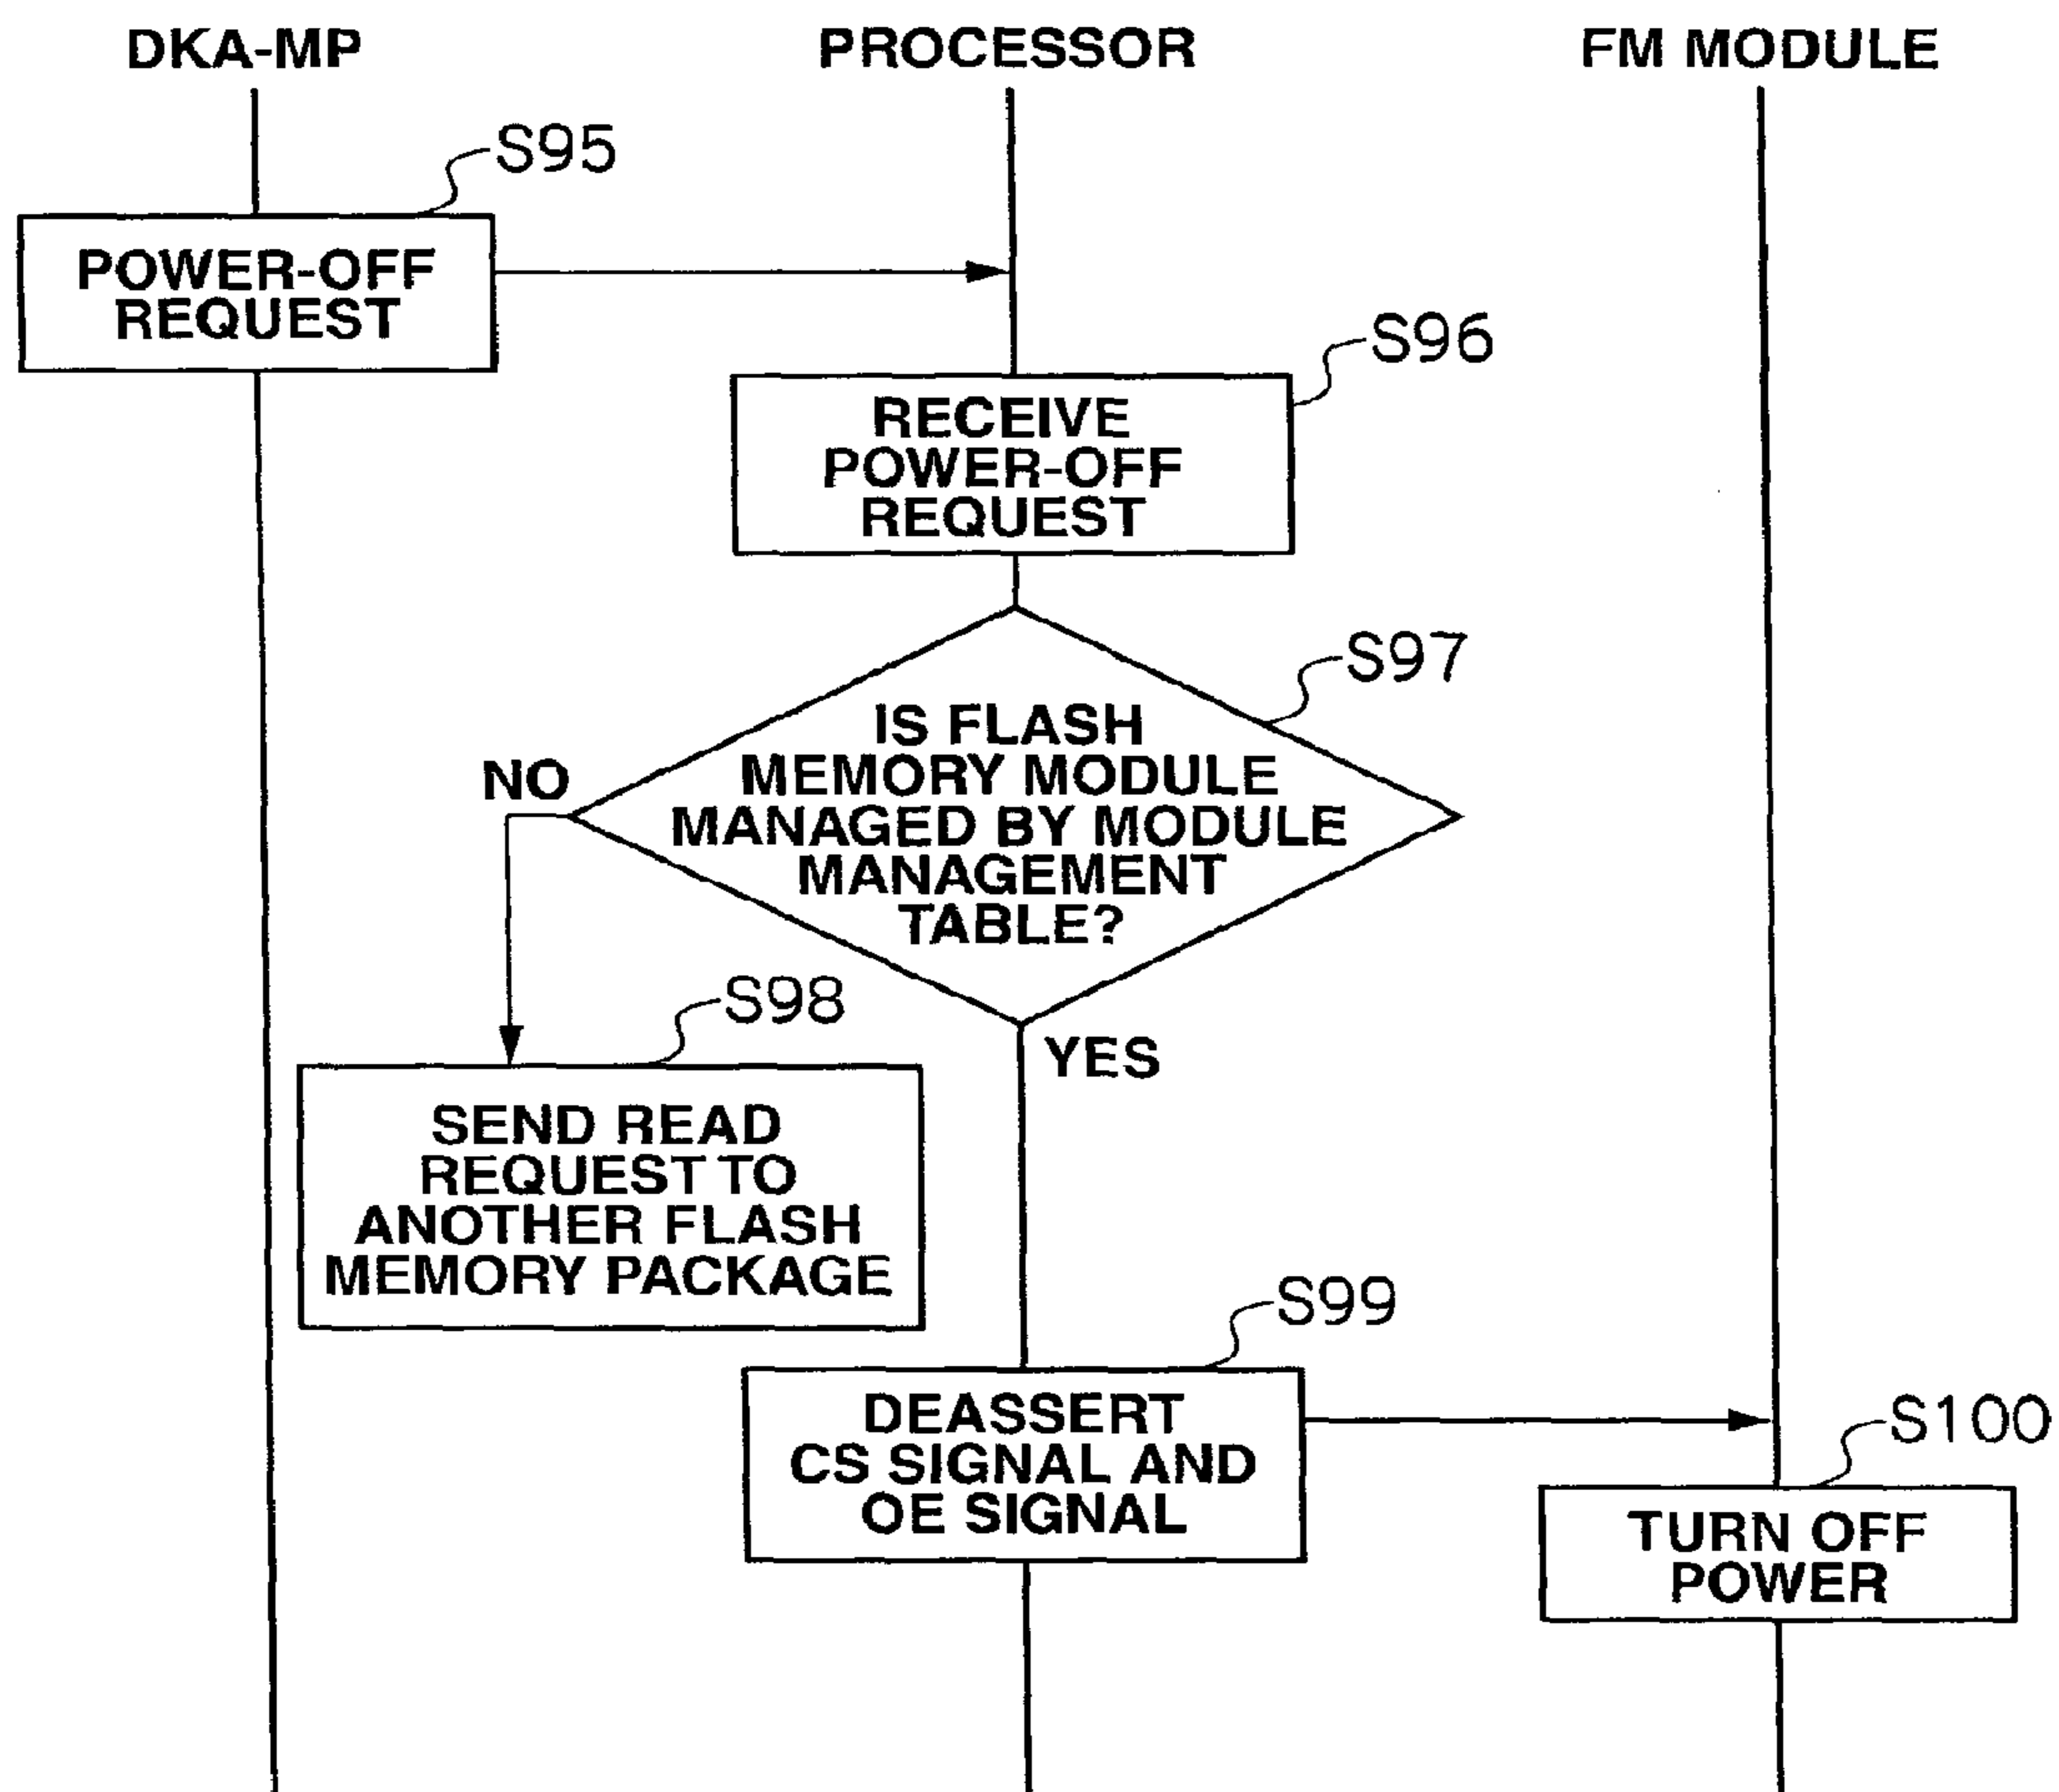 DKA-MP
PROCESSOR
FM MODULE
S95
POWER-OFF
REQUEST
S96
RECEIVE
POWER-OFF
REQUEST
S97
IS FLASH
MEMORY MODULE
MANAGED BY MODULE
MANAGEMENT
TABLE?
NO
YES
S98
SEND READ
REQUEST TO
ANOTHER FLASH
MEMORY PACKAGE
S99
DEASSERT
CS SIGNAL AND
OE SIGNAL
S100
TURN OFF
POWER